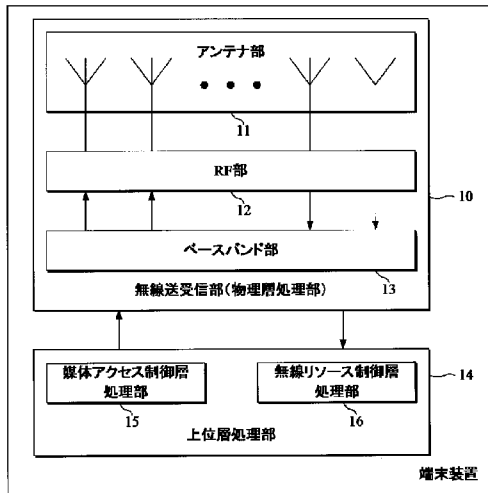 アンテナ部
11
RF部
12
10
ベースバンド部
13
無線送受信部(物理層処理部)
14
媒体アクセス制御層
処理部
15
無線リソース制御層
処理部
16
上位層処理部
端末装置